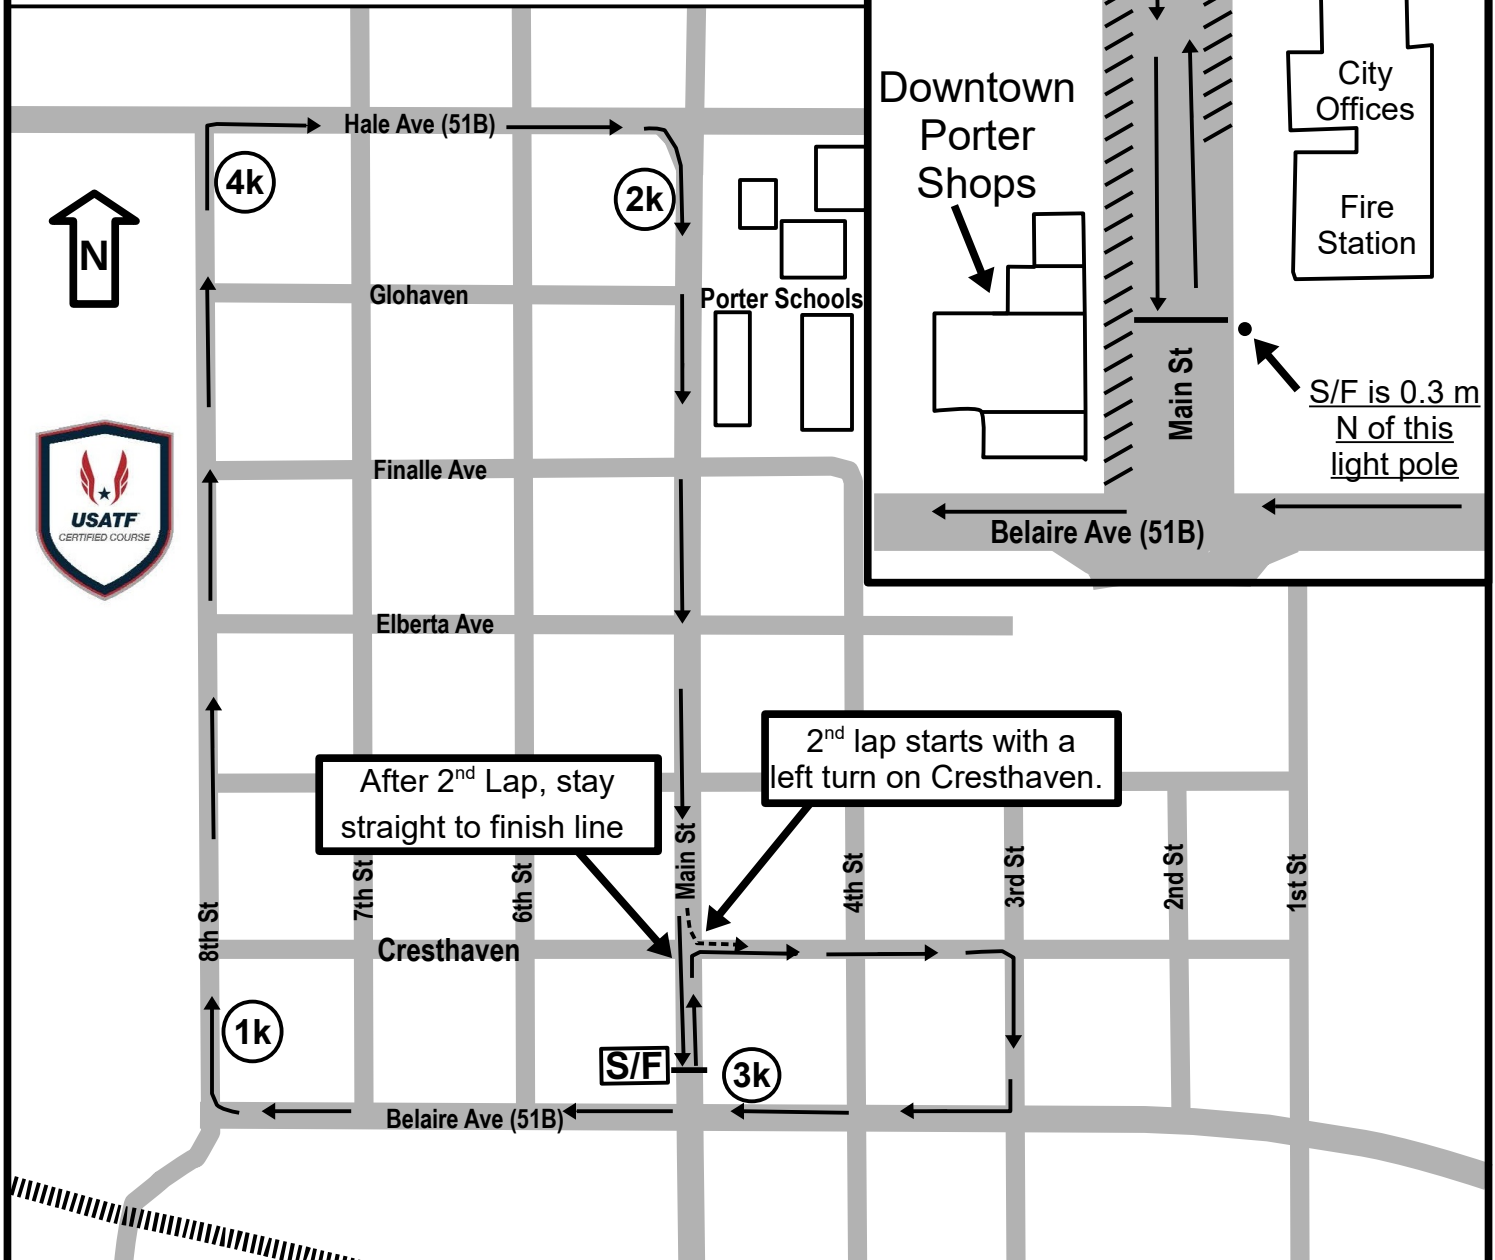 Hale Ave (51B)
4k
2k
N
Glohaven
Porter Schools
USATF
CERTIFIED COURSE
Finalle Ave
Elberta Ave
After 2nd Lap, stay
straight to finish line
2nd lap starts with a
left turn on Cresthaven.
8th St
7th St
6th St
Main St
4th St
3rd St
2nd St
1st St
Cresthaven
1k
S/F
3k
Belaire Ave (51B)
Downtown
Porter
Shops
City
Offices
Fire
Station
Main St
S/F is 0.3 m
N of this
light pole
Belaire Ave (51B)